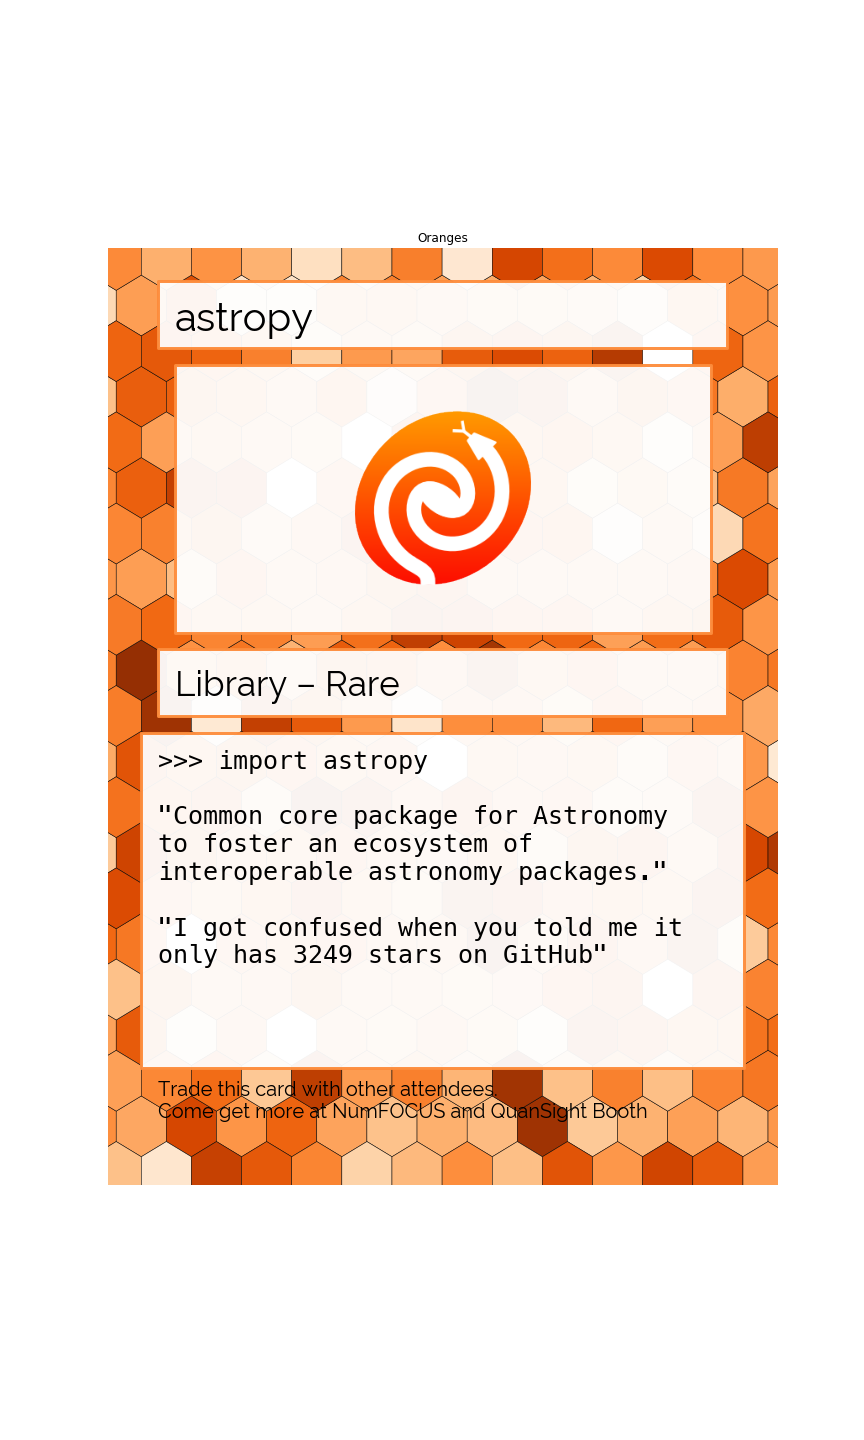 Oranges
astropy
Library – Rare
>>> import astropy
"Common core package for Astronomy
to foster an ecosystem of
interoperable astronomy packages."
"I got confused when you told me it
only has 3249 stars on GitHub"
Trade this card with other attendees.
Come get more at NumFOCUS and QuanSight Booth